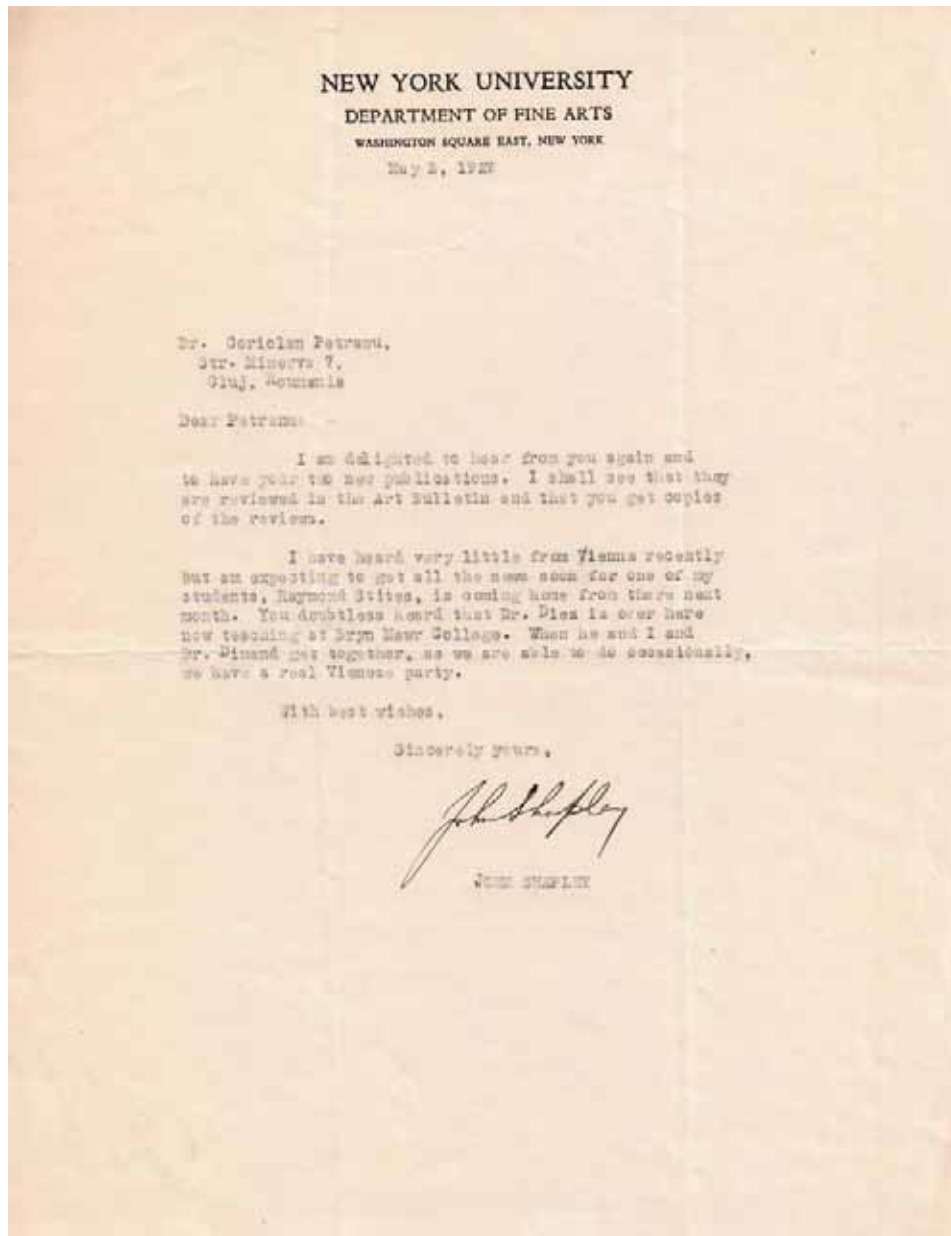 NEW YORK UNIVERSITY
DEPARTMENT OF FINE ARTS
WASHINGTON SQUARE EAST, NEW YORK
May
Dr. Coriolan Petranu,
Str. Minerva 7,
Cluj, Roumania
Dear Petranu
I am delighted to hear from you again and
to have your two new publications. I shall see that they
are reviewed in the Art Bulletin and that you get copies
of the reviews.
I have heard very little from Vienna recently
but am expecting to get all the news soon for one of my
students, Raymond Stites, is coming home from there next
month. You doubtless heard that Dr. Diez is over here
now teaching at Bryn Mawr College. When he and I and
Dr. Dimand get together, as we are able to do occasionally,
we have a real Viennese party.
With best wishes,
Sincerely yours,
John Shapley
JOHN SHAPLEY